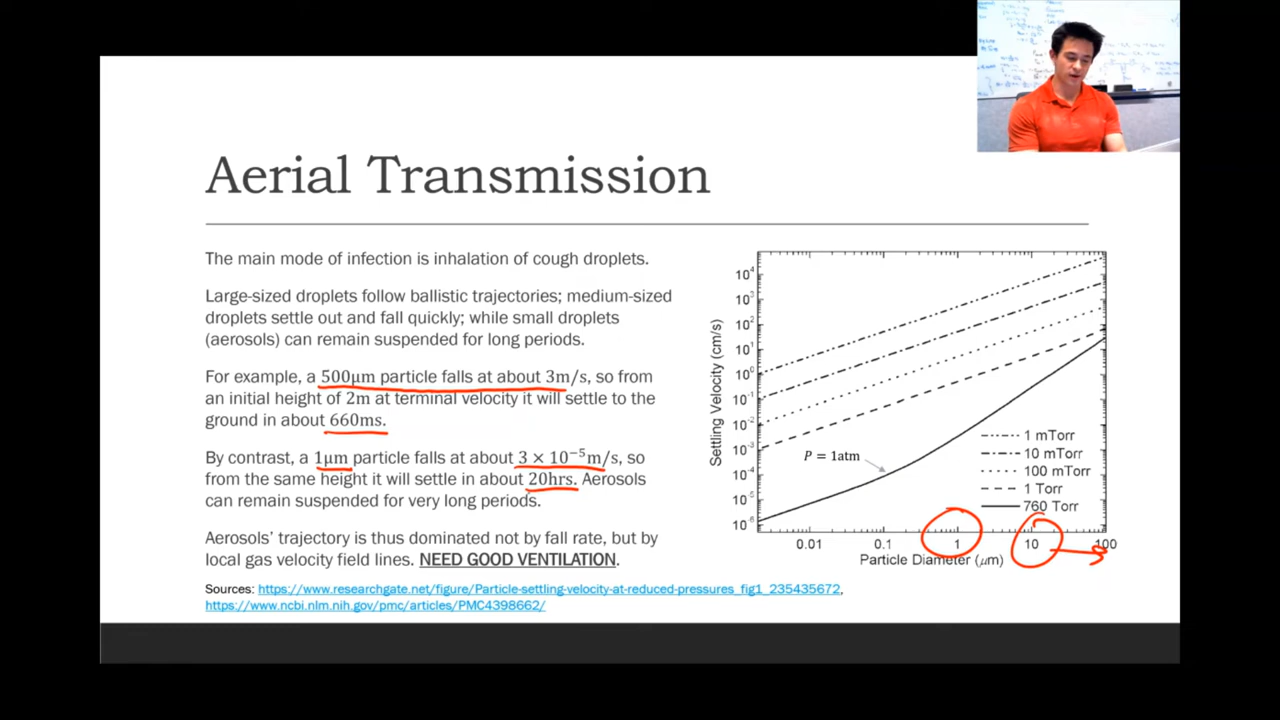 Aerial Transmission
The main mode of infection is inhalation of cough droplets.
Large-sized droplets follow ballistic trajectories; medium-sized
droplets settle out and fall quickly; while small droplets
(aerosols) can remain suspended for long periods.
For example, a 500μm particle falls at about 3m/s, so from
an initial height of 2m at terminal velocity it will settle to the
ground in about 660ms.
By contrast, a 1μm particle falls at about 3 × 10⁻⁵m/s, so
from the same height it will settle in about 20hrs. Aerosols
can remain suspended for very long periods.
Aerosols' trajectory is thus dominated not by fall rate, but by
local gas velocity field lines. NEED GOOD VENTILATION.
Sources: https://www.researchgate.net/figure/Particle-settling-velocity-at-reduced-pressures_fig1_235435672,
https://www.ncbi.nlm.nih.gov/pmc/articles/PMC4398662/
Settling Velocity (cm/s)
10⁴
10³
10²
10¹
10⁰
10⁻¹
10⁻²
10⁻³
10⁻⁴
10⁻⁵
10⁻⁶
P = 1atm
1 mTorr
10 mTorr
100 mTorr
1 Torr
760 Torr
0.01 0.1 1 10 100
Particle Diameter (μm)